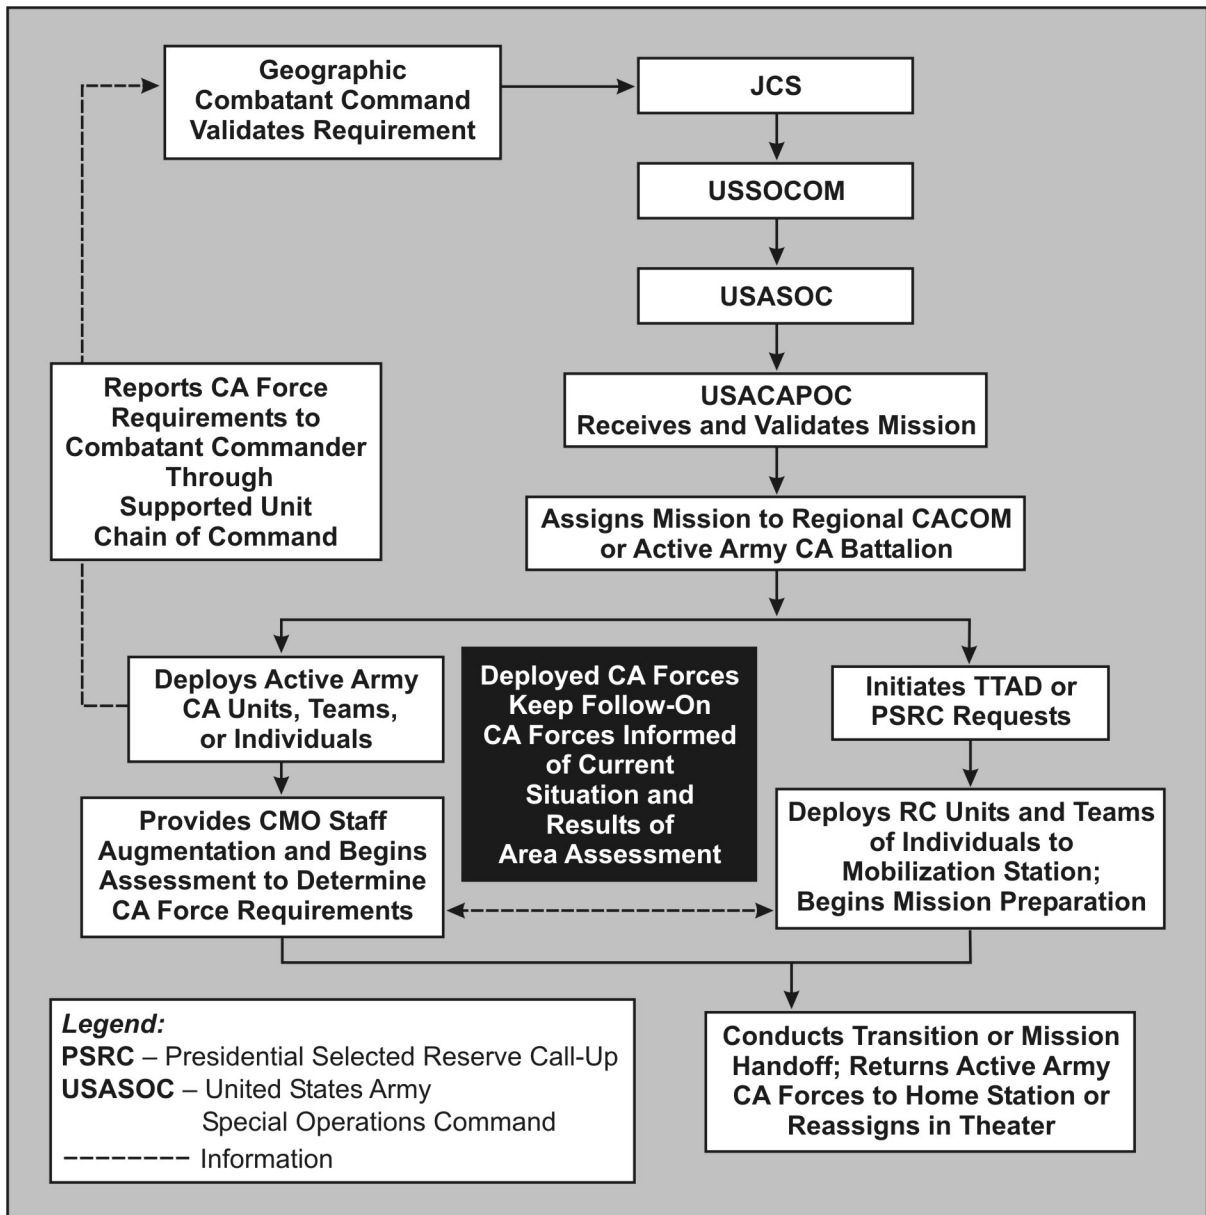 Geographic
Combatant Command
Validates Requirement
JCS
USSOCOM
USASOC
USACAPOC
Receives and Validates Mission
Reports CA Force
Requirements to
Combatant Commander
Through
Supported Unit
Chain of Command
Assigns Mission to Regional CACOM
or Active Army CA Battalion
Deploys Active Army
CA Units, Teams,
or Individuals
Deployed CA Forces
Keep Follow-On
CA Forces Informed
of Current
Situation and
Results of
Area Assessment
Initiates TTAD or
PSRC Requests
Provides CMO Staff
Augmentation and Begins
Assessment to Determine
CA Force Requirements
Deploys RC Units and Teams
of Individuals to
Mobilization Station;
Begins Mission Preparation
Conducts Transition or Mission
Handoff; Returns Active Army
CA Forces to Home Station or
Reassigns in Theater
Legend:
PSRC – Presidential Selected Reserve Call-Up
USASOC – United States Army
Special Operations Command
Information